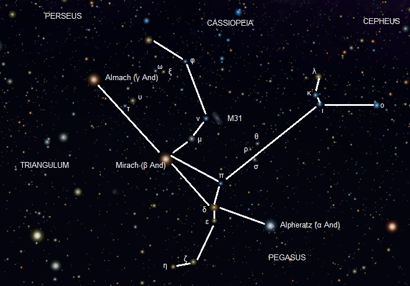 PERSEUS
CASSIOPEIA
CEPHEUS
φ
ω
ξ
λ
Almach (γ And)
κ
υ
τ
ι
ο
ν
M31
μ
θ
ρ
σ
TRIANGULUM
Mirach (β And)
π
δ
ε
Alpheratz (α And)
ζ
η
PEGASUS